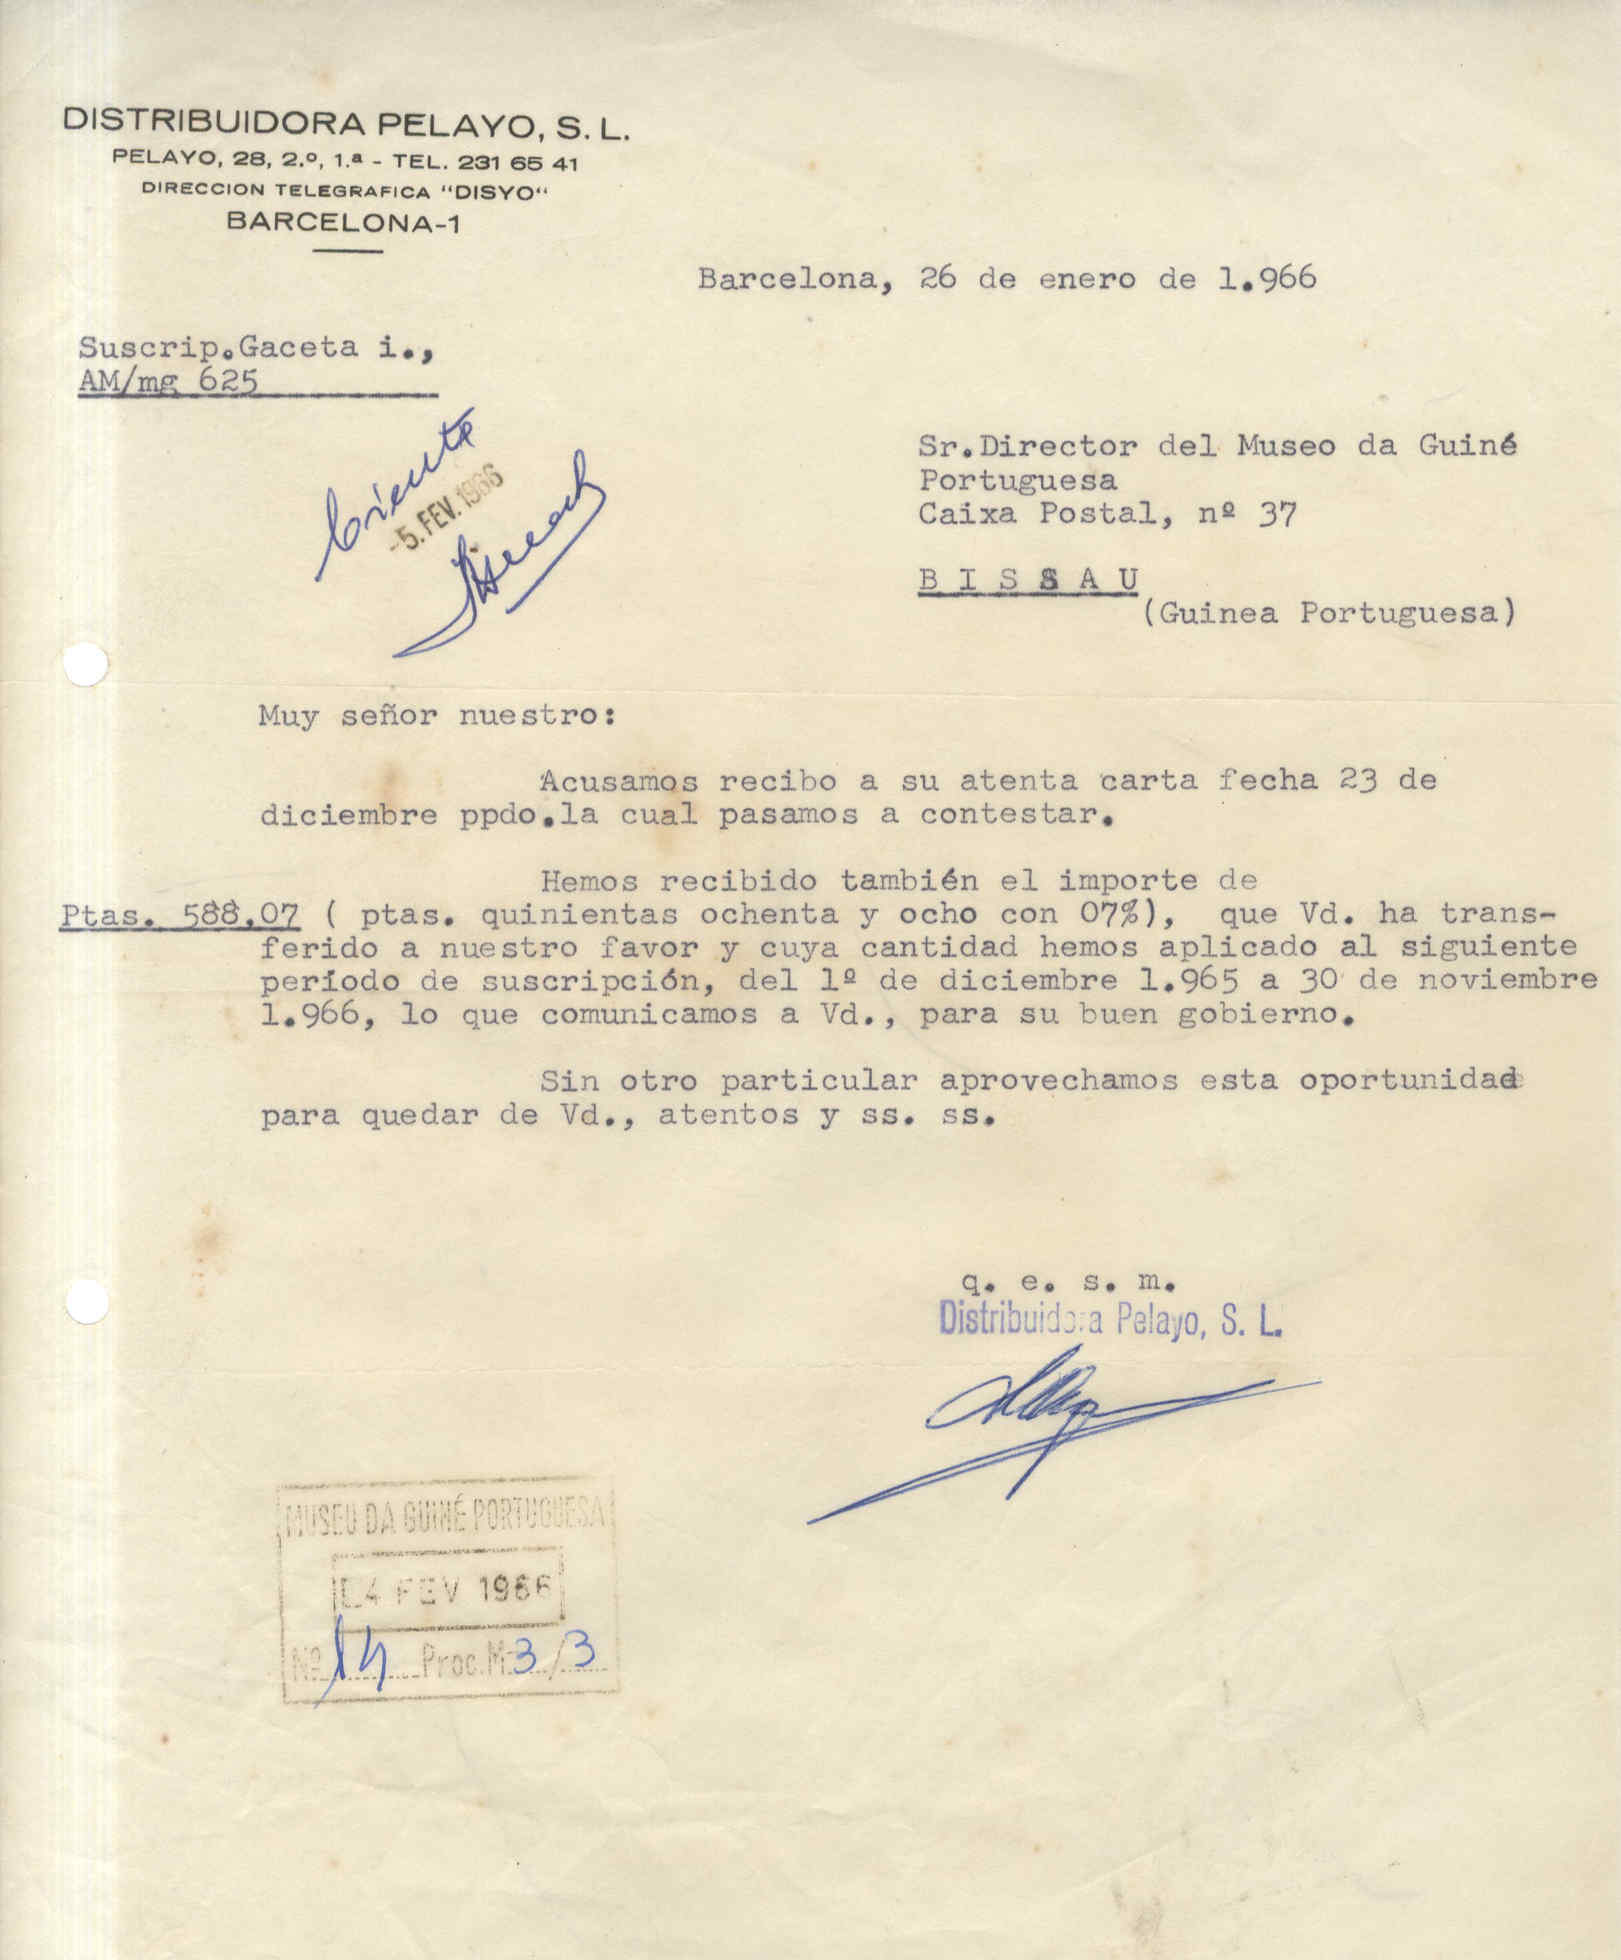 DISTRIBUIDORA PELAYO, S. L.
PELAYO, 28, 2.º, 1.ª - TEL. 231 65 41
DIRECCION TELEGRAFICA "DISYO"
BARCELONA-1
Barcelona, 26 de enero de 1.966
Suscrip.Gaceta i.,
AM/mg 625
Ciente
-5.FEV.1966
Sr.Director del Museo da Guiné
Portuguesa
Caixa Postal, nº 37
B I S S A U
(Guinea Portuguesa)
Muy señor nuestro:
Acusamos recibo a su atenta carta fecha 23 de
diciembre ppdo.la cual pasamos a contestar.
Hemos recibido también el importe de
Ptas. 588,07 ( ptas. quinientas ochenta y ocho con 07%), que Vd. ha trans-
ferido a nuestro favor y cuya cantidad hemos aplicado al siguiente
período de suscripción, del 1º de diciembre 1.965 a 30 de noviembre
1.966, lo que comunicamos a Vd., para su buen gobierno.
Sin otro particular aprovechamos esta oportunidad
para quedar de Vd., atentos y ss. ss.
q. e. s. m.
Distribuidora Pelayo, S. L.
MUSEU DA GUINÉ PORTUGUESA
-4 FEV 1966
Nº 14 Proc.M 3/3